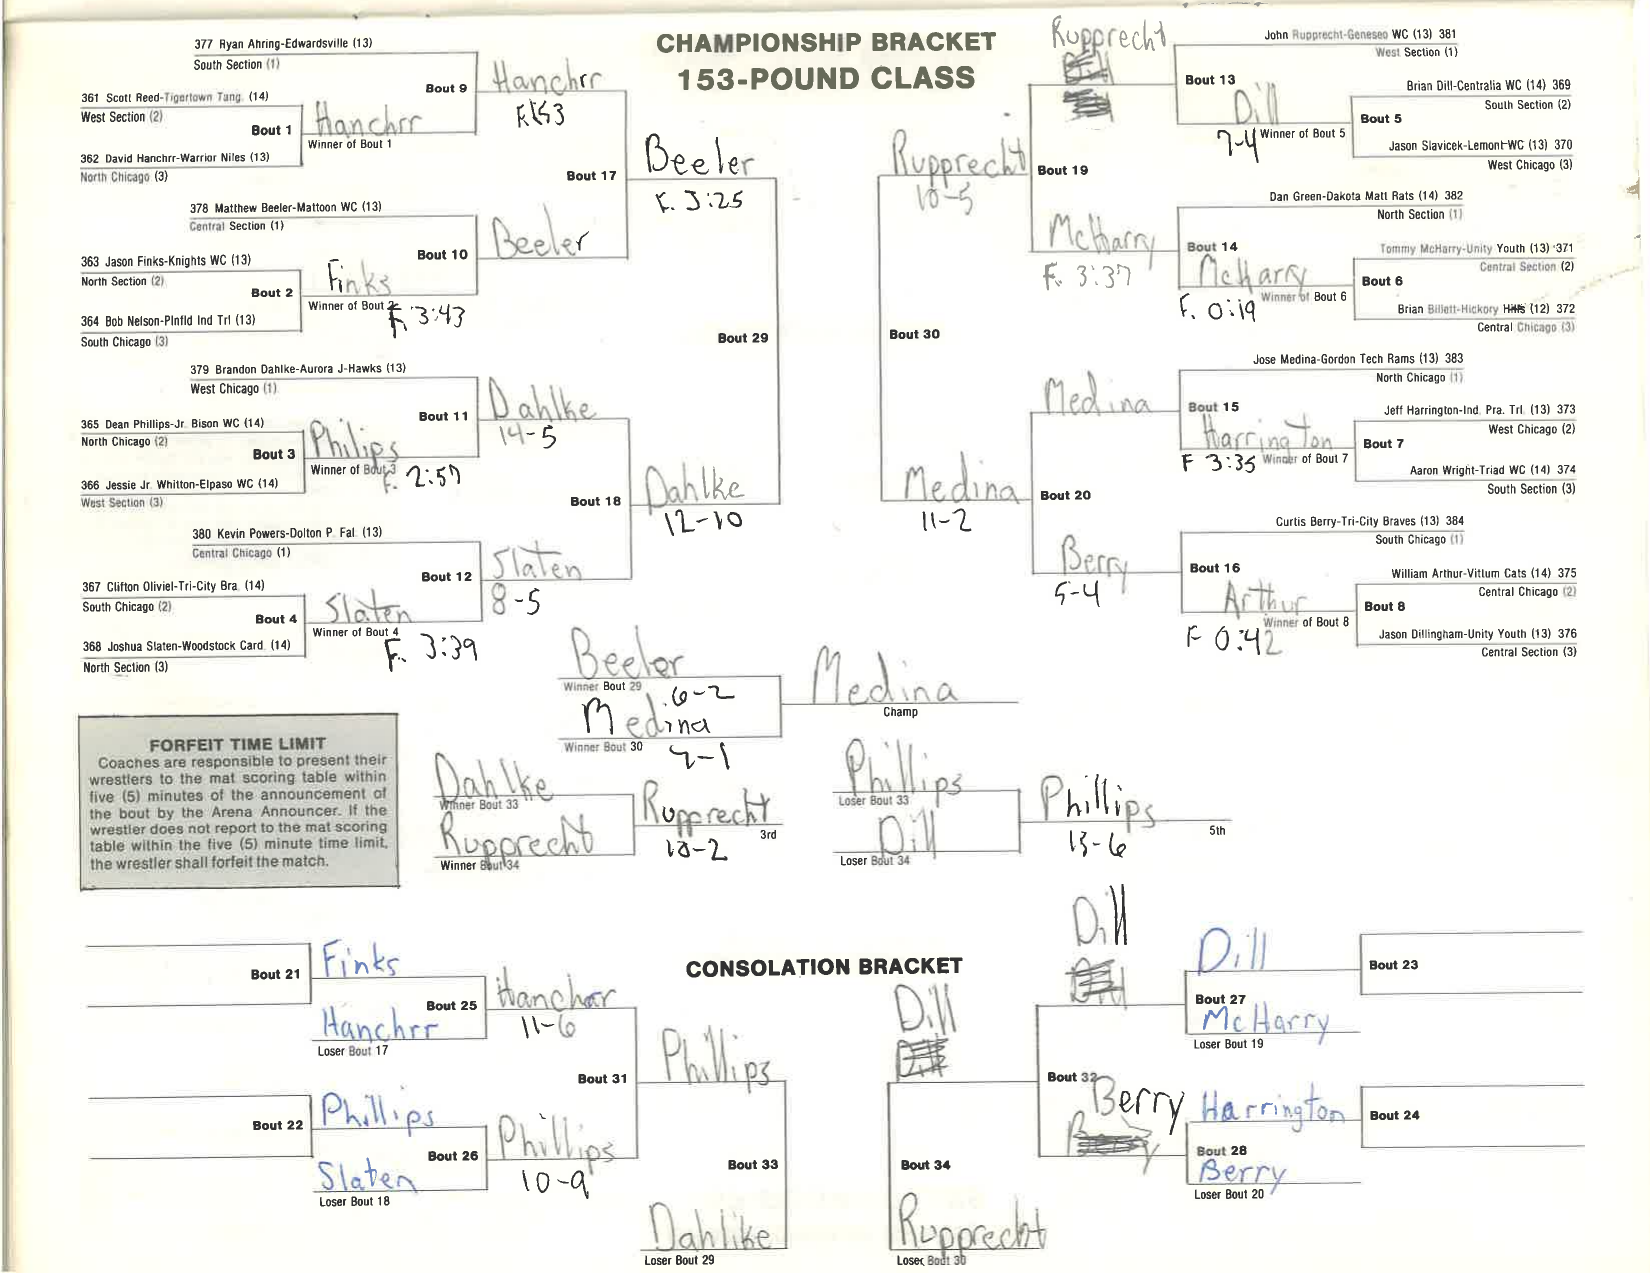 CHAMPIONSHIP BRACKET
153-POUND CLASS
377 Ryan Ahring-Edwardsville (13)
South Section (1)
Bout 9
Hanchrr
361 Scott Reed-Tigertown Tang. (14)
West Section (2)
Bout 1
Hanchrr
Winner of Bout 1
362 David Hanchrr-Warrior Niles (13)
North Chicago (3)
Bout 17
Beeler
F. 3:25
378 Matthew Beeler-Mattoon WC (13)
Central Section (1)
Bout 10
Beeler
363 Jason Finks-Knights WC (13)
North Section (2)
Bout 2
Finks
Winner of Bout 2
F. 3:43
364 Bob Nelson-Plnfld Ind Trl (13)
South Chicago (3)
Bout 29
379 Brandon Dahlke-Aurora J-Hawks (13)
West Chicago (1)
Bout 11
Dahlke
14-5
365 Dean Phillips-Jr. Bison WC (14)
North Chicago (2)
Bout 3
Philips
Winner of Bout 3
F. 2:57
366 Jessie Jr. Whitton-Elpaso WC (14)
West Section (3)
Bout 18
Dahlke
12-10
380 Kevin Powers-Dolton P. Fal. (13)
Central Chicago (1)
Bout 12
Slaten
8-5
367 Clifton Oliviel-Tri-City Bra. (14)
South Chicago (2)
Bout 4
Slaten
Winner of Bout 4
F. 3:39
368 Joshua Slaten-Woodstock Card. (14)
North Section (3)
Rupprecht
John Rupprecht-Geneseo WC (13) 381
West Section (1)
Bout 13
Dill
7-4
Winner of Bout 5
Brian Dill-Centralia WC (14) 369
South Section (2)
Bout 5
Jason Slavicek-Lemont WC (13) 370
West Chicago (3)
Rupprecht
10-5
Bout 19
Dan Green-Dakota Matt Rats (14) 382
North Section (1)
McHarry
F. 3:37
Bout 14
McHarry
F. 0:19
Winner of Bout 6
Tommy McHarry-Unity Youth (13) 371
Central Section (2)
Bout 6
Brian Billett-Hickory Hills (12) 372
Central Chicago (3)
Bout 30
Jose Medina-Gordon Tech Rams (13) 383
North Chicago (1)
Medina
Bout 15
Harrington
F 3:35
Winner of Bout 7
Jeff Harrington-Ind. Pra. Trl. (13) 373
West Chicago (2)
Bout 7
Aaron Wright-Triad WC (14) 374
South Section (3)
Medina
11-2
Bout 20
Curtis Berry-Tri-City Braves (13) 384
South Chicago (1)
Berry
5-4
Bout 16
Arthur
F 0:42
Winner of Bout 8
William Arthur-Vittum Cats (14) 375
Central Chicago (2)
Bout 8
Jason Dillingham-Unity Youth (13) 376
Central Section (3)
Beeler
Winner Bout 29
6-2
Medina
Winner Bout 30
Medina
Champ
Dahlke
Winner Bout 33
Rupprecht
Winner Bout 34
Rupprecht
10-2
3rd
Phillips
Loser Bout 33
Dill
Loser Bout 34
Phillips
13-6
5th
FORFEIT TIME LIMIT
Coaches are responsible to present their
wrestlers to the mat scoring table within
five (5) minutes of the announcement of
the bout by the Arena Announcer. If the
wrestler does not report to the mat scoring
table within the five (5) minute time limit,
the wrestler shall forfeit the match.
CONSOLATION BRACKET
Bout 21
Finks
Bout 25
Hanchrr
Loser Bout 17
Hanchar
11-6
Bout 31
Phillips
Bout 22
Phillips
Bout 26
Slaten
Loser Bout 18
Phillips
10-9
Bout 33
Dahlike
Loser Bout 29
Dill
Dill
Dill
Bout 23
Bout 27
McHarry
Loser Bout 19
Bout 32
Berry
Harrington
Bout 24
Bout 28
Berry
Loser Bout 20
Bout 34
Rupprecht
Loser Bout 30